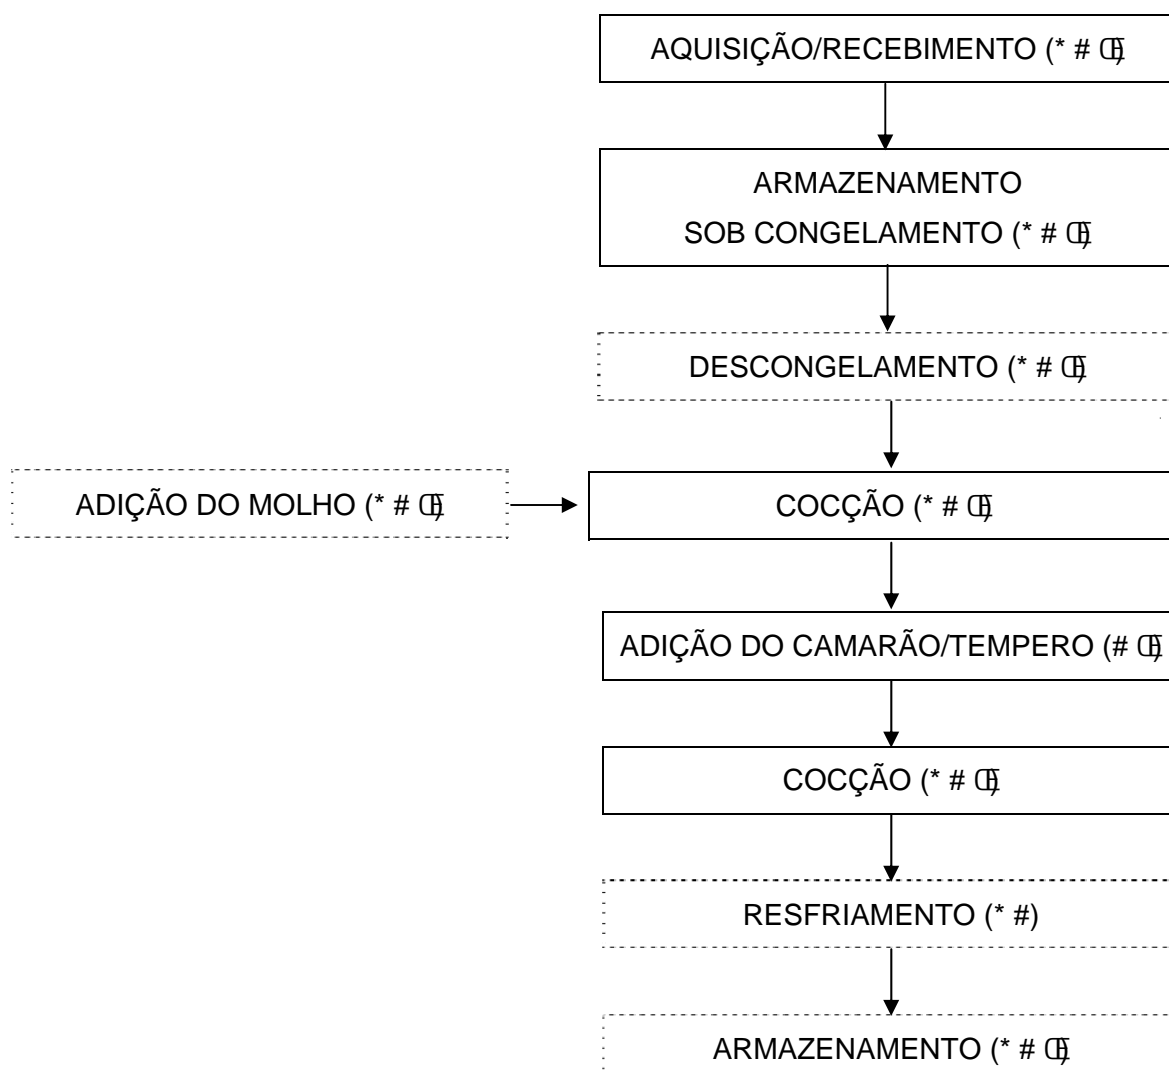 AQUISIÇÃO/RECEBIMENTO (* # Œ)
ARMAZENAMENTO
SOB CONGELAMENTO (* # Œ)
DESCONGELAMENTO (* # Œ)
ADIÇÃO DO MOLHO (* # Œ)
COCÇÃO (* # Œ)
ADIÇÃO DO CAMARÃO/TEMPERO (# Œ)
COCÇÃO (* # Œ)
RESFRIAMENTO (* #)
ARMAZENAMENTO (* # Œ)